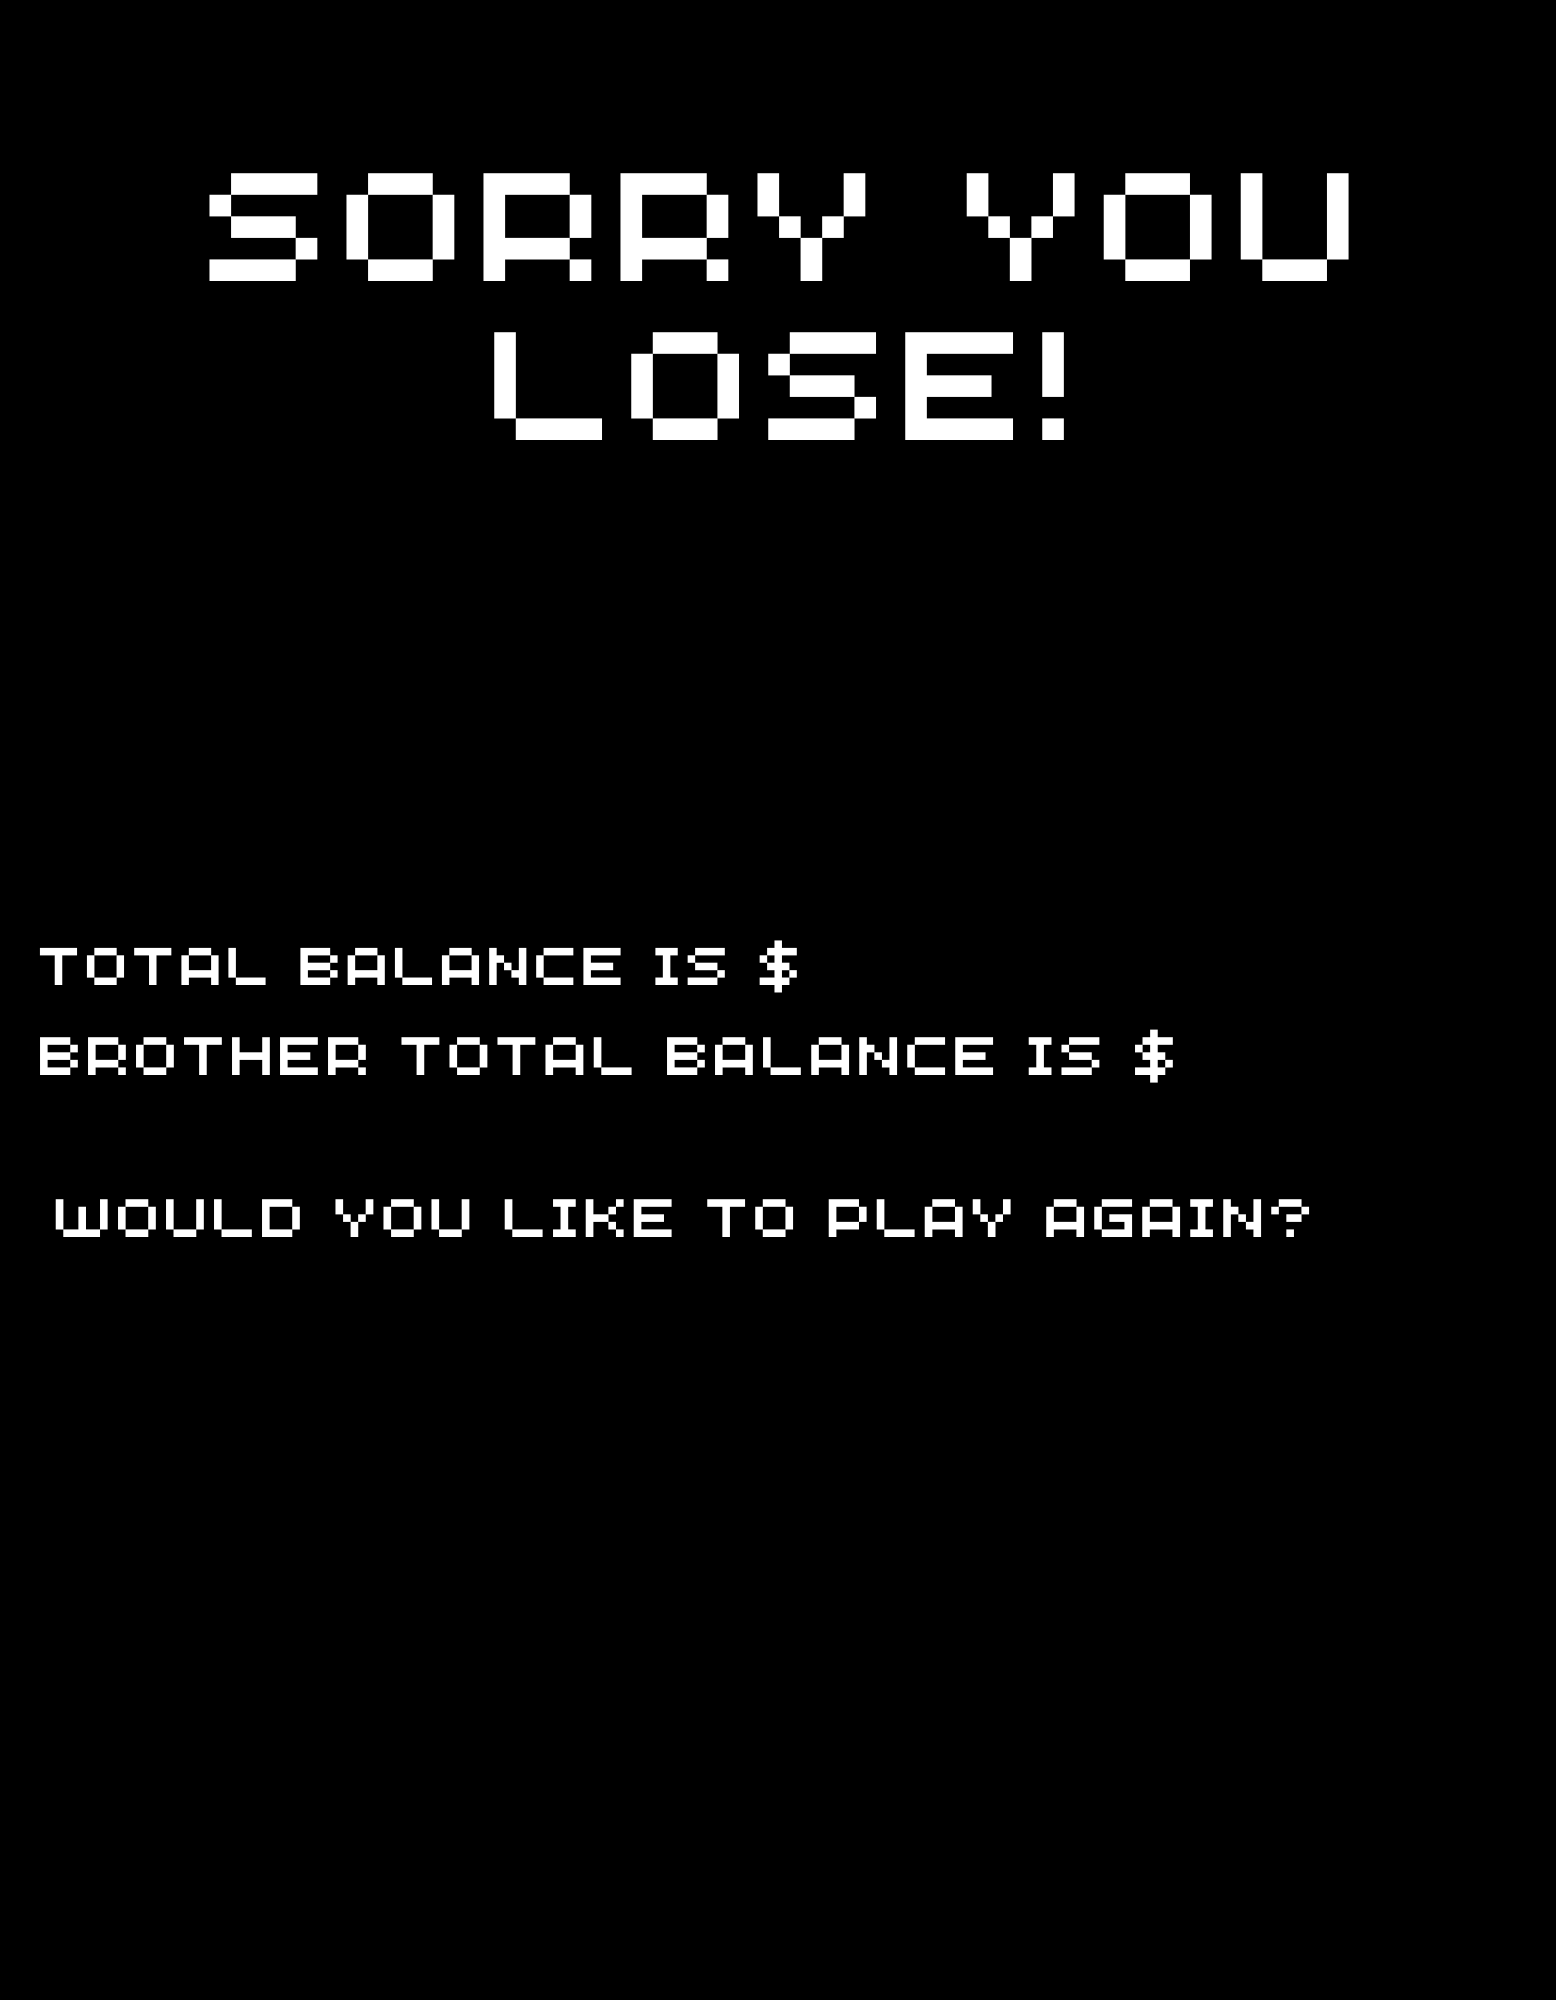 SORRY YOU
LOSE!
TOTAL BALANCE IS $
BROTHER TOTAL BALANCE IS $
WOULD YOU LIKE TO PLAY AGAIN?